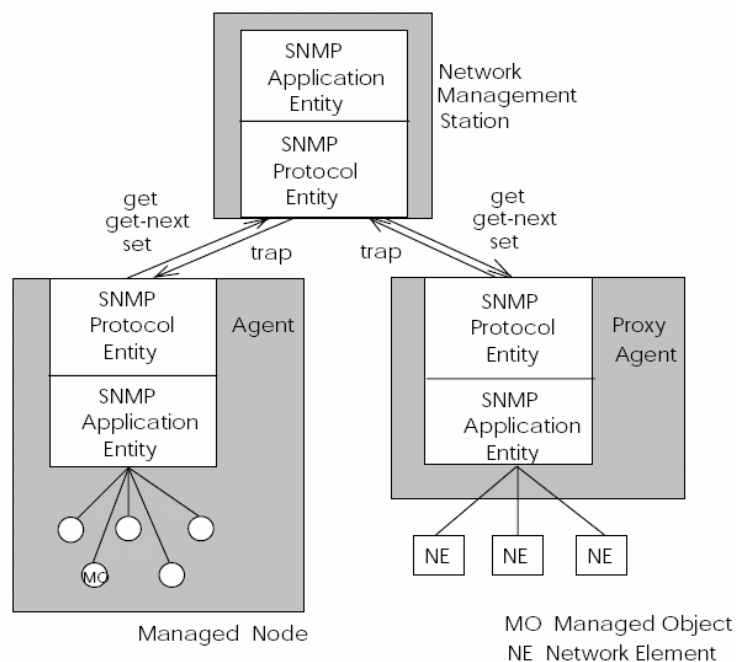 SNMP
Application
Entity
SNMP
Protocol
Entity
Network
Management
Station
get
get-next
set
trap
trap
get
get-next
set
SNMP
Protocol
Entity
SNMP
Application
Entity
Agent
MO
Managed Node
SNMP
Protocol
Entity
SNMP
Application
Entity
Proxy
Agent
NE
NE
NE
MO Managed Object
NE Network Element